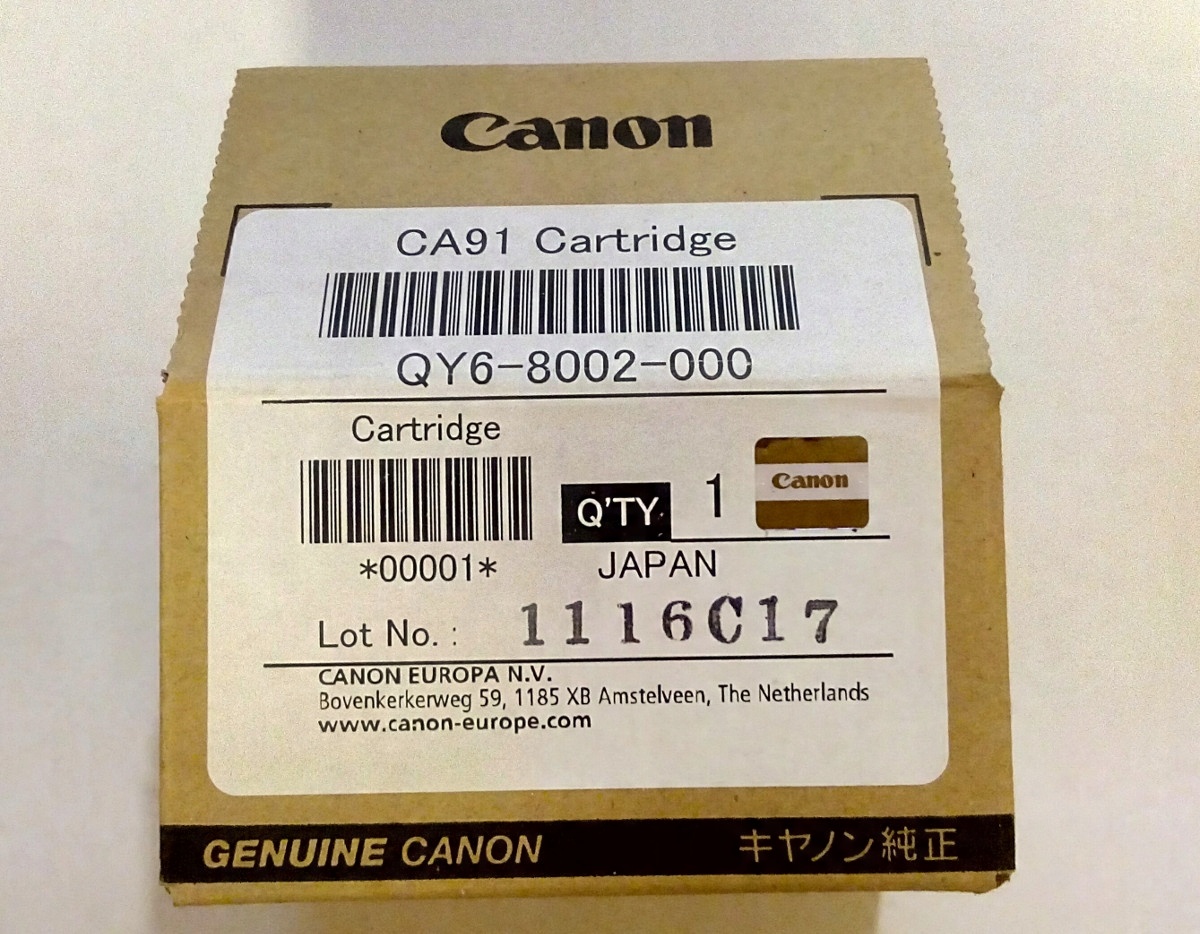 Canon
CA91 Cartridge
QY6-8002-000
Cartridge
Q'TY 1 Canon
*00001* JAPAN
Lot No. : 1116C17
CANON EUROPA N.V.
Bovenkerkerweg 59, 1185 XB Amstelveen, The Netherlands
www.canon-europe.com
GENUINE CANON キヤノン純正